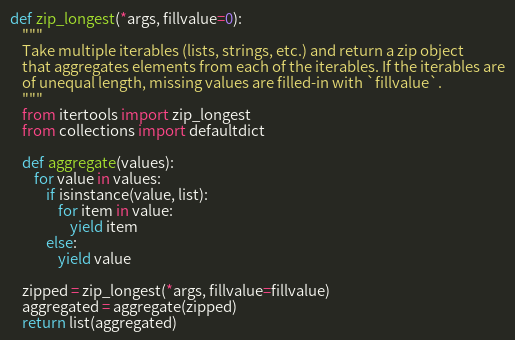 def zip_longest(*args, fillvalue=0):
    """
    Take multiple iterables (lists, strings, etc.) and return a zip object
    that aggregates elements from each of the iterables. If the iterables are
    of unequal length, missing values are filled-in with `fillvalue`.
    """
    from itertools import zip_longest
    from collections import defaultdict

    def aggregate(values):
        for value in values:
            if isinstance(value, list):
                for item in value:
                    yield item
            else:
                yield value

    zipped = zip_longest(*args, fillvalue=fillvalue)
    aggregated = aggregate(zipped)
    return list(aggregated)